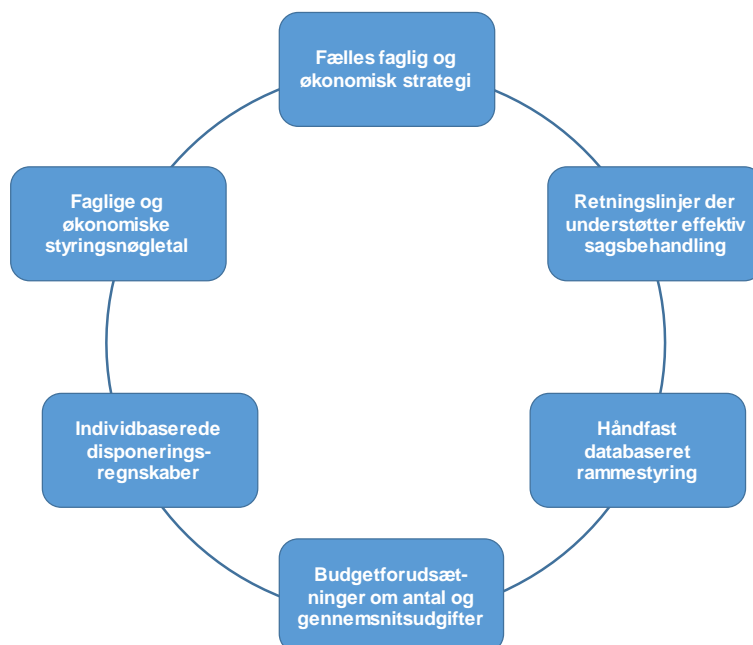 Fælles faglig og
økonomisk strategi
Retningslinjer der
understøtter effektiv
sagsbehandling
Håndfast
databaseret
rammestyring
Budgetforudsæt-
ninger om antal og
gennemsnitsudgifter
Individbaserede
disponerings-
regnskaber
Faglige og
økonomiske
styringsnøgletal